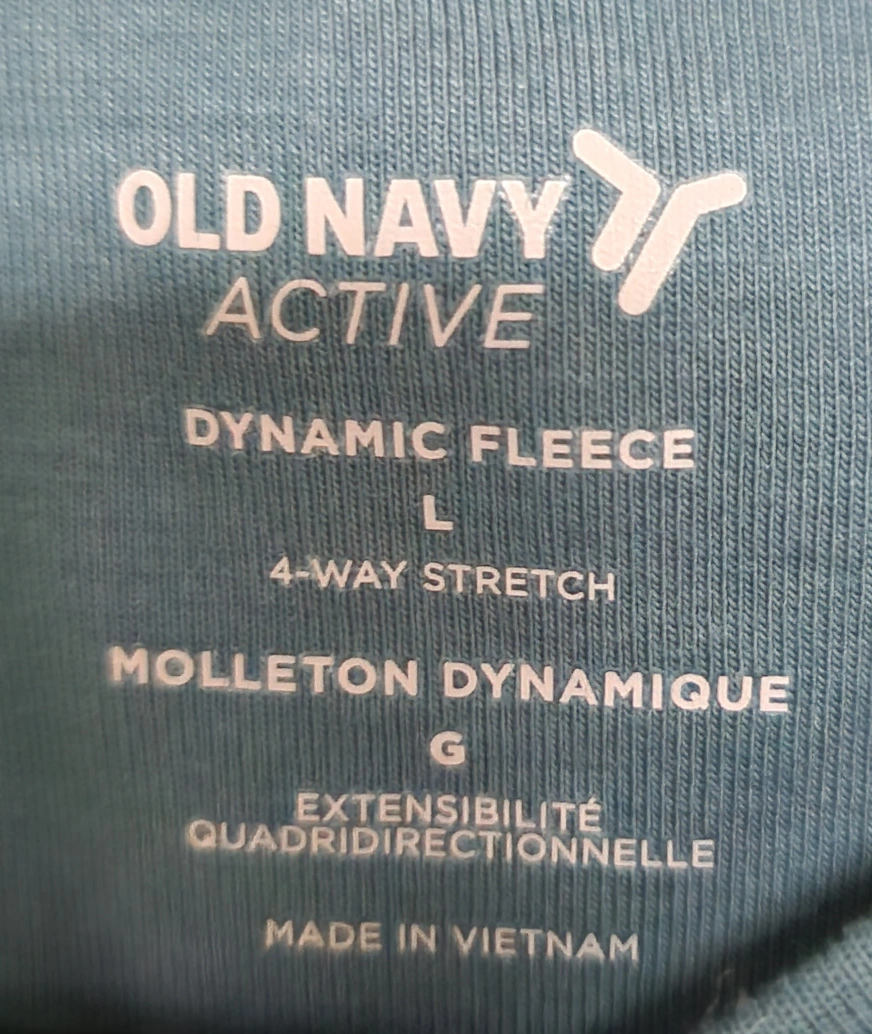 OLD NAVY
ACTIVE
DYNAMIC FLEECE
L
4-WAY STRETCH
MOLLETON DYNAMIQUE
G
EXTENSIBILITÉ
QUADRIDIRECTIONNELLE
MADE IN VIETNAM